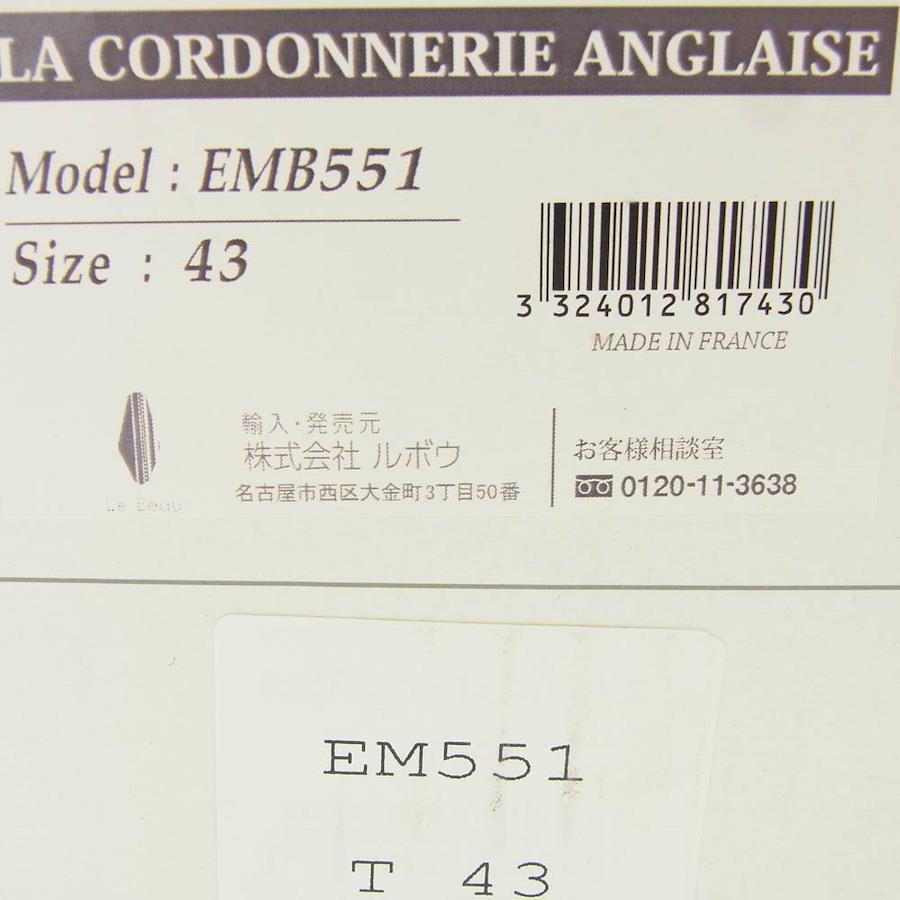 LA CORDONNERIE ANGLAISE
Model : EMB551
Size : 43
3 324012 817430
MADE IN FRANCE
Le Beau
輸入・発売元
株式会社 ルボウ
名古屋市西区大金町3丁目50番
お客様相談室
0120-11-3638
EM551
T 43